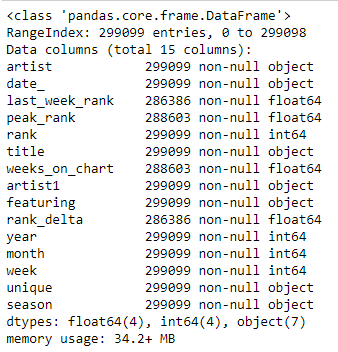 <class 'pandas.core.frame.DataFrame'>
RangeIndex: 299099 entries, 0 to 299098
Data columns (total 15 columns):
artist            299099 non-null object
date_             299099 non-null object
last_week_rank    286386 non-null float64
peak_rank         288603 non-null float64
rank              299099 non-null int64
title             299099 non-null object
weeks_on_chart    288603 non-null float64
artist1           299099 non-null object
featuring         299099 non-null object
rank_delta        286386 non-null float64
year              299099 non-null int64
month             299099 non-null int64
week              299099 non-null int64
unique            299099 non-null object
season            299099 non-null object
dtypes: float64(4), int64(4), object(7)
memory usage: 34.2+ MB